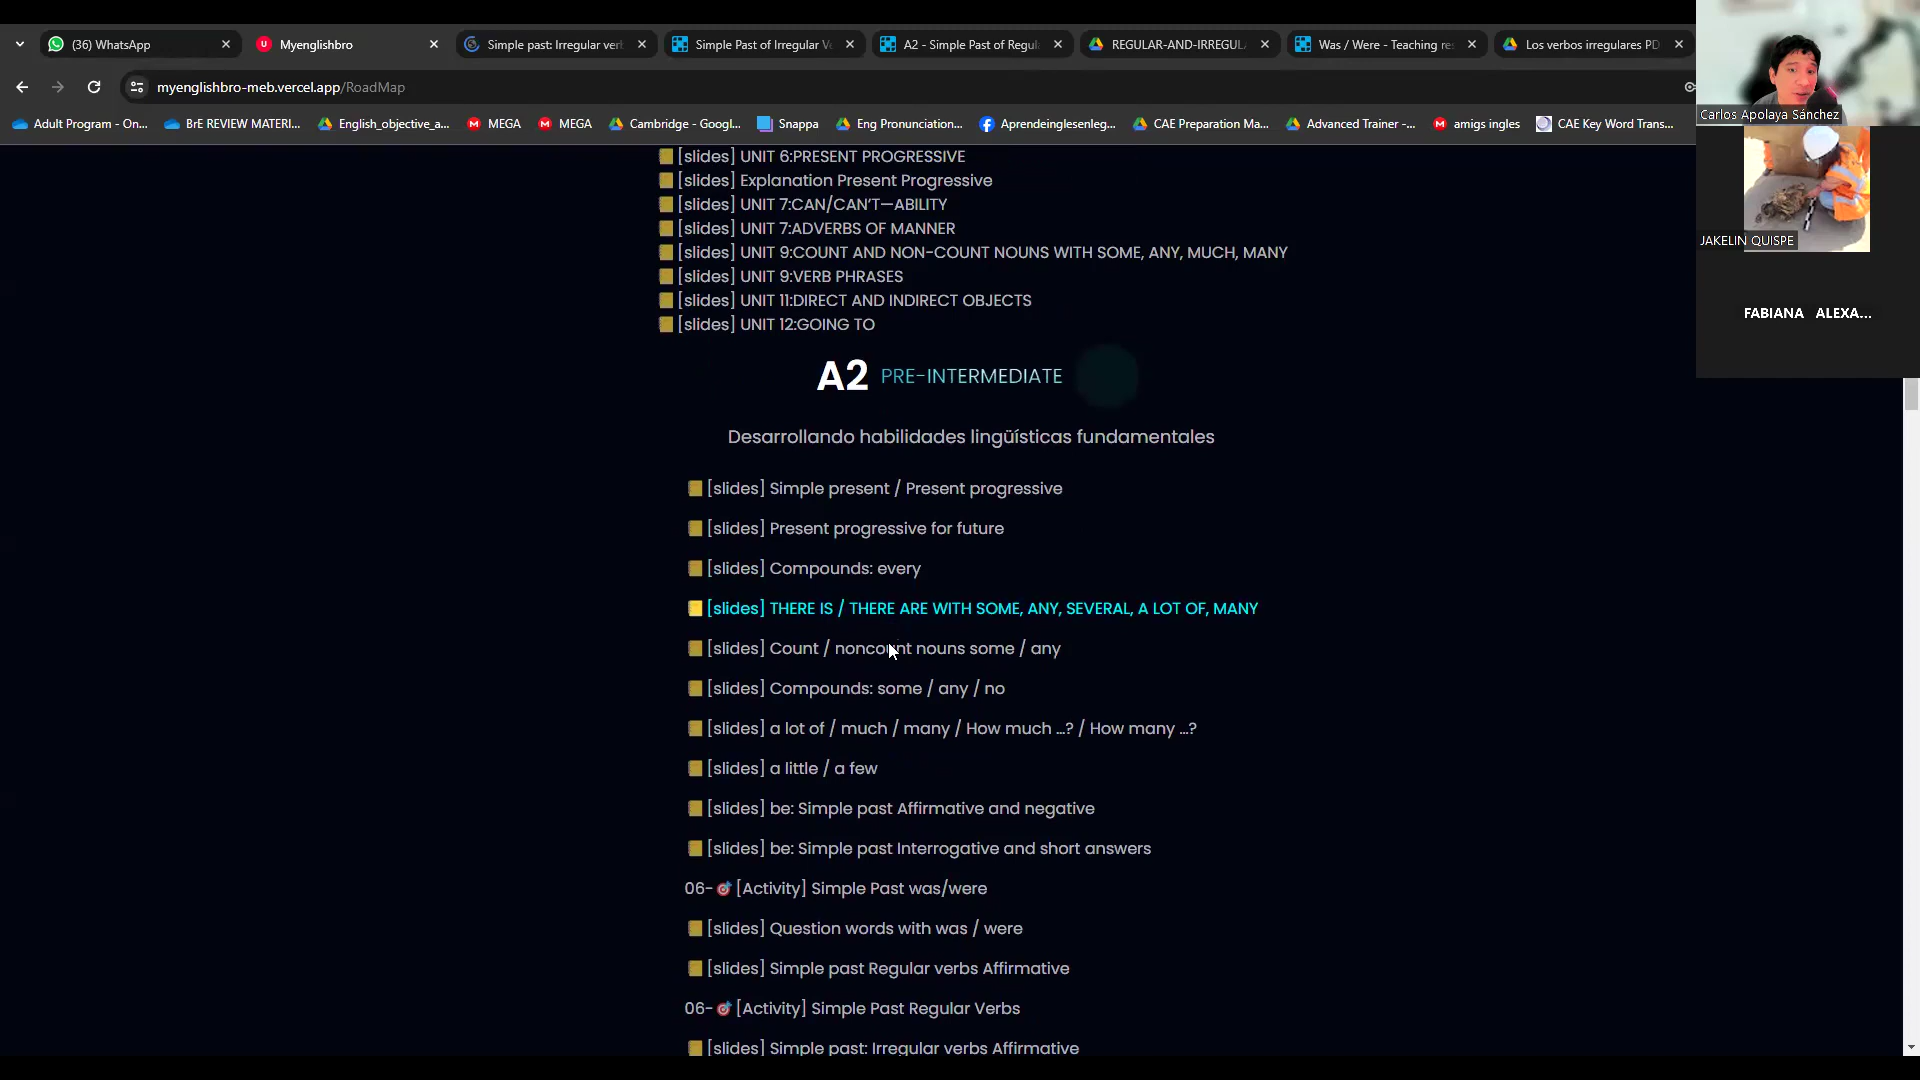 (36) WhatsApp
Myenglishbro
Simple past: Irregular ver
Simple Past of Irregular V
A2 - Simple Past of Regul
REGULAR-AND-IRREGUL
Was / Were - Teaching re
Los verbos irregulares PD
myenglishbro-meb.vercel.app/RoadMap
Adult Program - On...
BrE REVIEW MATERI...
English_objective_a...
MEGA
MEGA
Cambridge - Googl...
Snappa
Eng Pronunciation...
Aprendeinglesenleg...
CAE Preparation Ma...
Advanced Trainer -...
amigs ingles
CAE Key Word Trans...
Carlos Apolaya Sánchez
JAKELIN QUISPE
FABIANA ALEXA...
[slides] UNIT 6:PRESENT PROGRESSIVE
[slides] Explanation Present Progressive
[slides] UNIT 7:CAN/CAN'T—ABILITY
[slides] UNIT 7:ADVERBS OF MANNER
[slides] UNIT 9:COUNT AND NON-COUNT NOUNS WITH SOME, ANY, MUCH, MANY
[slides] UNIT 9:VERB PHRASES
[slides] UNIT 11:DIRECT AND INDIRECT OBJECTS
[slides] UNIT 12:GOING TO
A2 PRE-INTERMEDIATE
Desarrollando habilidades lingüísticas fundamentales
[slides] Simple present / Present progressive
[slides] Present progressive for future
[slides] Compounds: every
[slides] THERE IS / THERE ARE WITH SOME, ANY, SEVERAL, A LOT OF, MANY
[slides] Count / noncount nouns some / any
[slides] Compounds: some / any / no
[slides] a lot of / much / many / How much ...? / How many ...?
[slides] a little / a few
[slides] be: Simple past Affirmative and negative
[slides] be: Simple past Interrogative and short answers
06- [Activity] Simple Past was/were
[slides] Question words with was / were
[slides] Simple past Regular verbs Affirmative
06- [Activity] Simple Past Regular Verbs
[slides] Simple past: Irregular verbs Affirmative